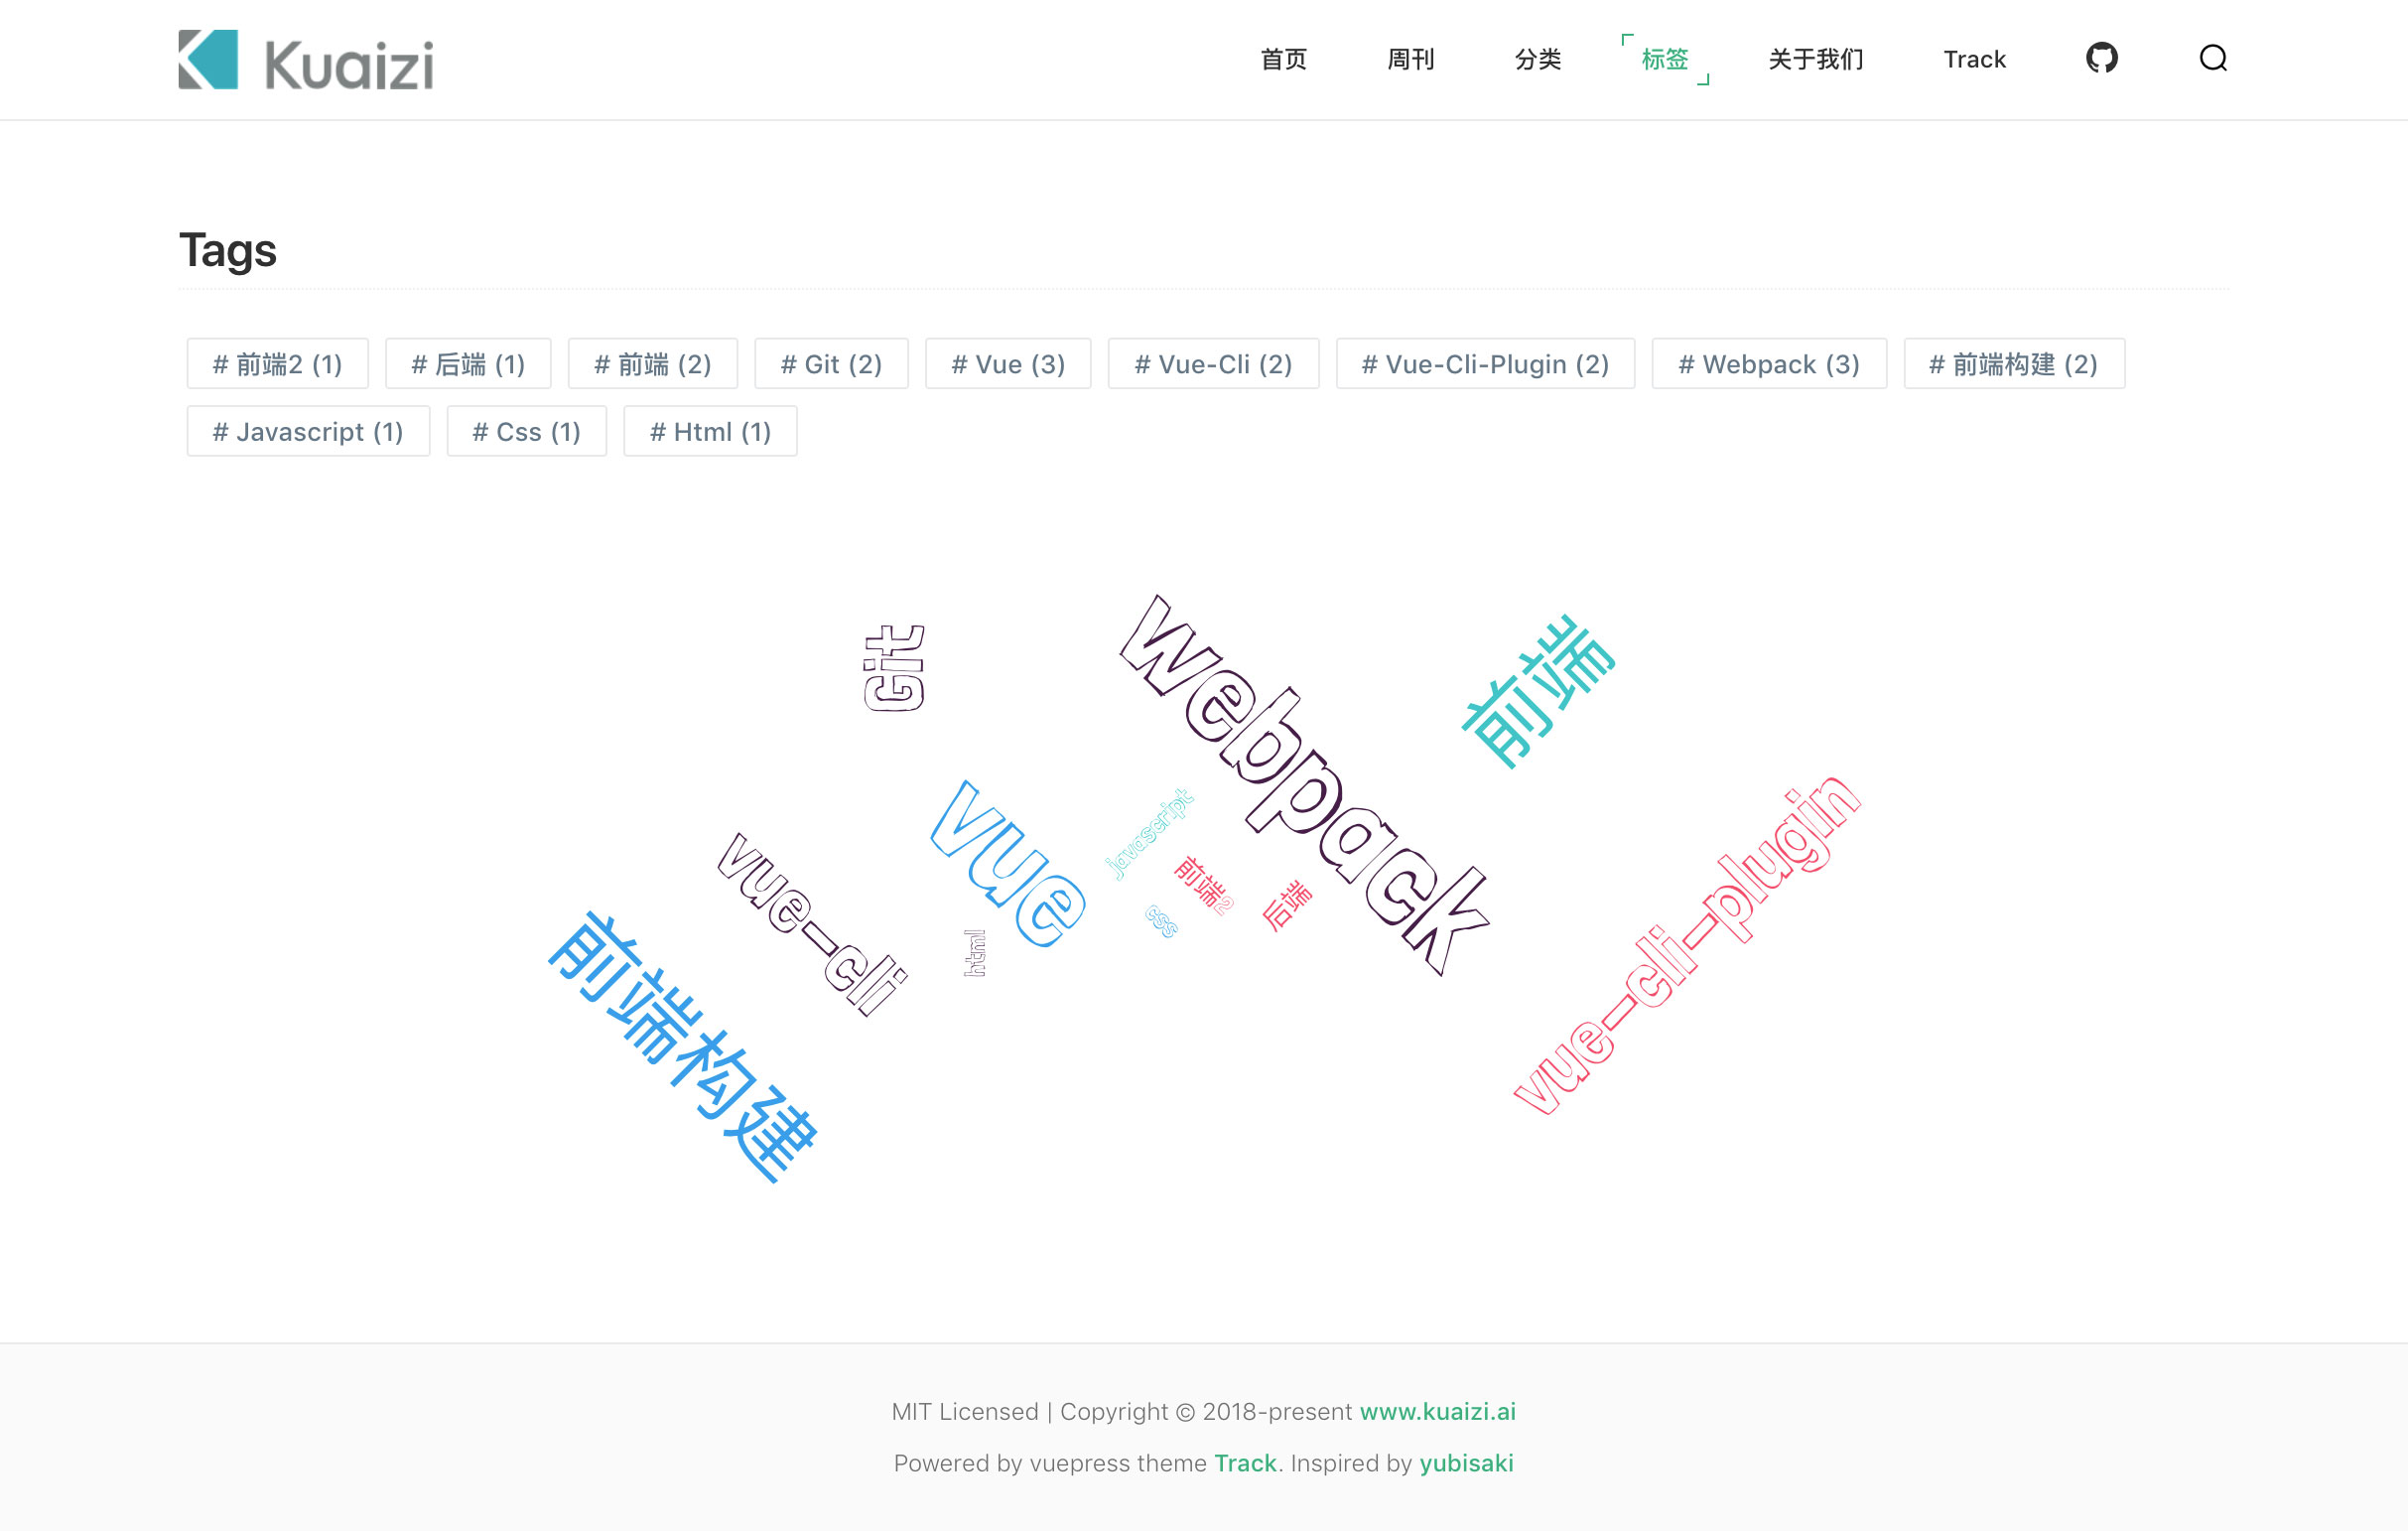 Kuaizi
首页 周刊 分类 标签 关于我们 Track
Tags
# 前端2 (1) # 后端 (1) # 前端 (2) # Git (2) # Vue (3) # Vue-Cli (2) # Vue-Cli-Plugin (2) # Webpack (3) # 前端构建 (2)
# Javascript (1) # Css (1) # Html (1)
Git
webpack
前端
vue
javascript
vue-cli-plugin
vue-cli
前端2
后端
css
html
前端构建
MIT Licensed | Copyright © 2018-present www.kuaizi.ai
Powered by vuepress theme Track. Inspired by yubisaki